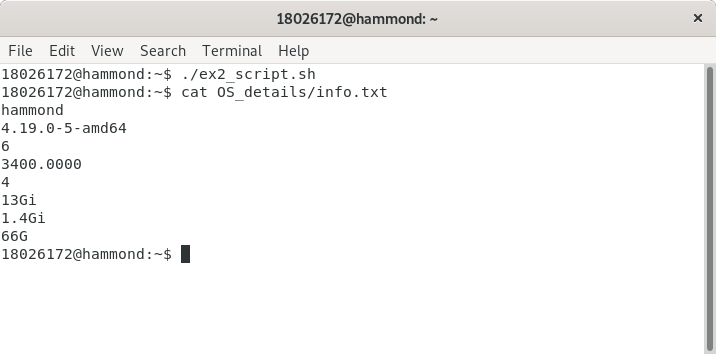 18026172@hammond: ~
×
File Edit View Search Terminal Help
18026172@hammond:~$ ./ex2_script.sh
18026172@hammond:~$ cat OS_details/info.txt
hammond
4.19.0-5-amd64
6
3400.0000
4
13Gi
1.4Gi
66G
18026172@hammond:~$